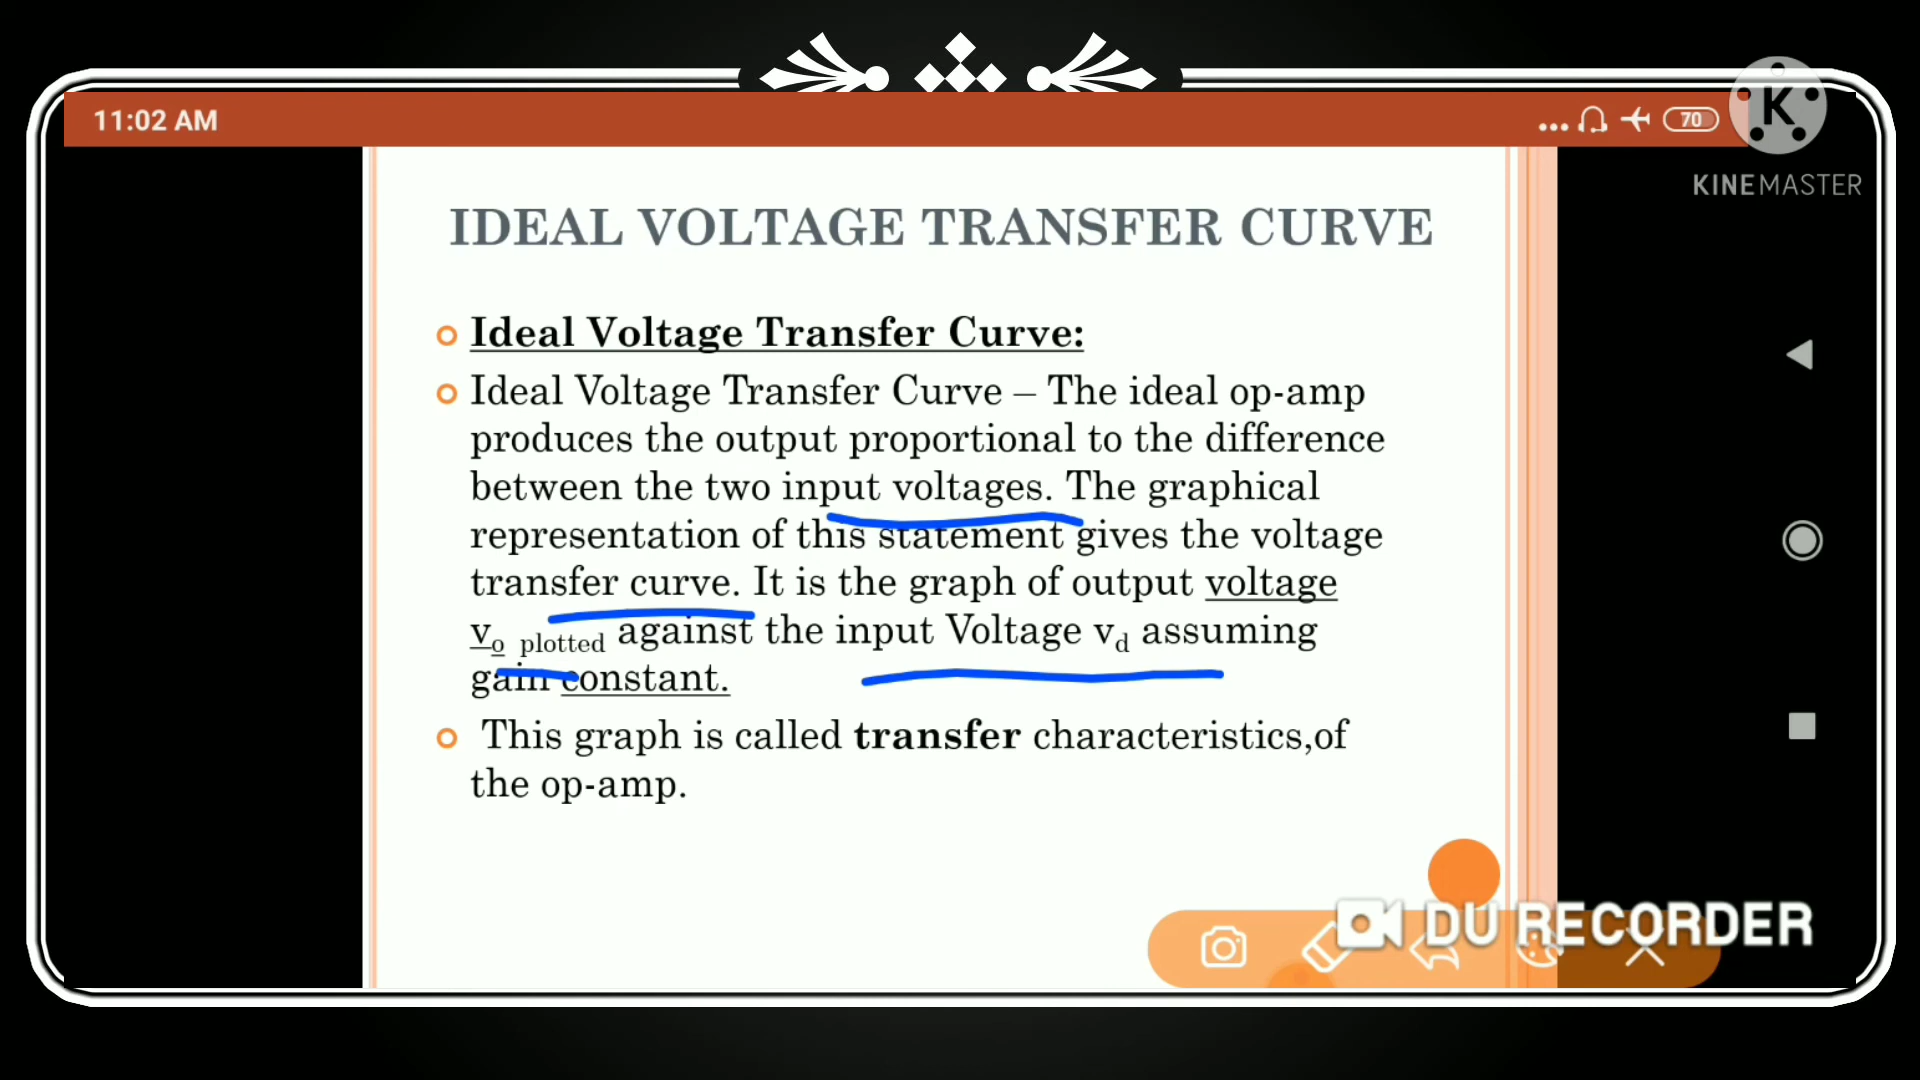 11:02 AM
70
K
KINEMASTER
IDEAL VOLTAGE TRANSFER CURVE
Ideal Voltage Transfer Curve:
Ideal Voltage Transfer Curve – The ideal op-amp
produces the output proportional to the difference
between the two input voltages. The graphical
representation of this statement gives the voltage
transfer curve. It is the graph of output voltage
vo plotted against the input Voltage vd assuming
gain constant.
This graph is called transfer characteristics,of
the op-amp.
DU RECORDER